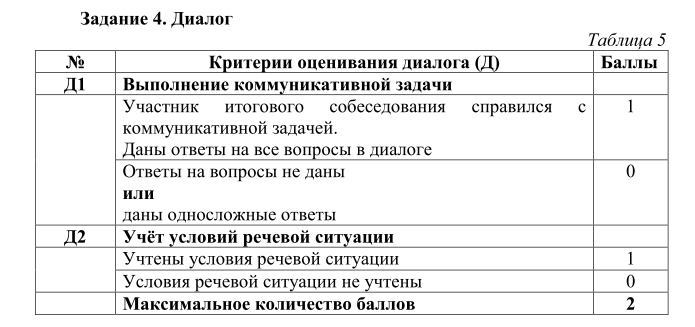 Задание 4. Диалог
Таблица 5
№ Критерии оценивания диалога (Д) Баллы
Д1 Выполнение коммуникативной задачи
Участник итогового собеседования справился с 1
коммуникативной задачей.
Даны ответы на все вопросы в диалоге
Ответы на вопросы не даны 0
или
даны односложные ответы
Д2 Учёт условий речевой ситуации
Учтены условия речевой ситуации 1
Условия речевой ситуации не учтены 0
Максимальное количество баллов 2